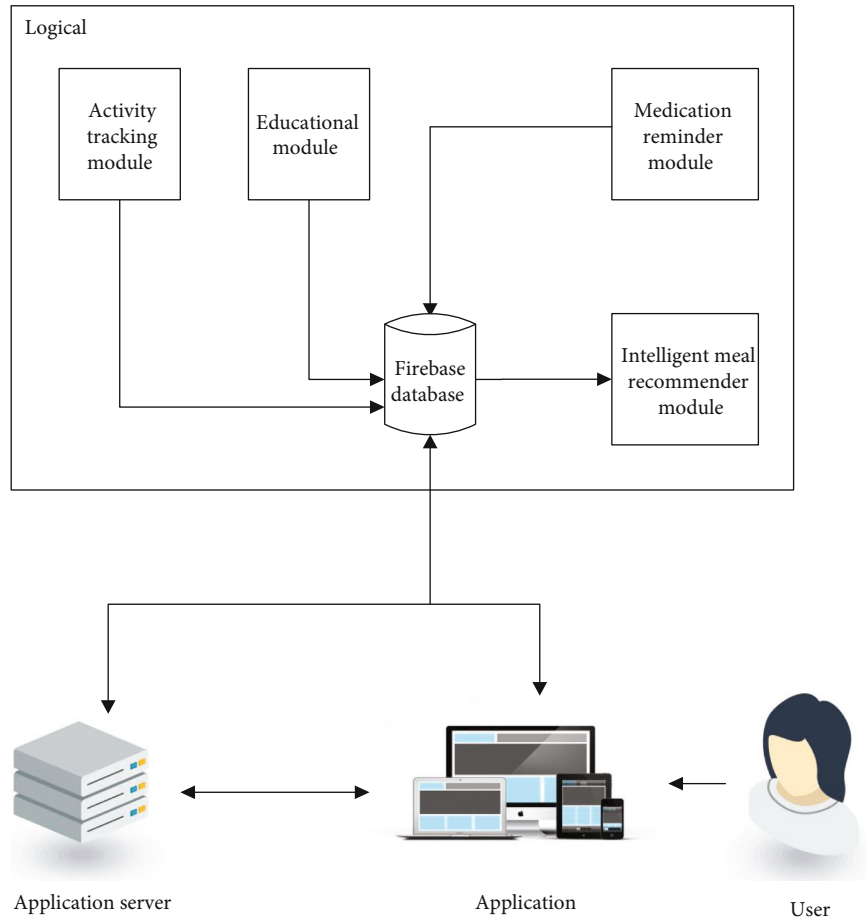 Logical
Activity
tracking
module
Educational
module
Medication
reminder
module
Firebase
database
Intelligent meal
recommender
module
Application server
Application
User